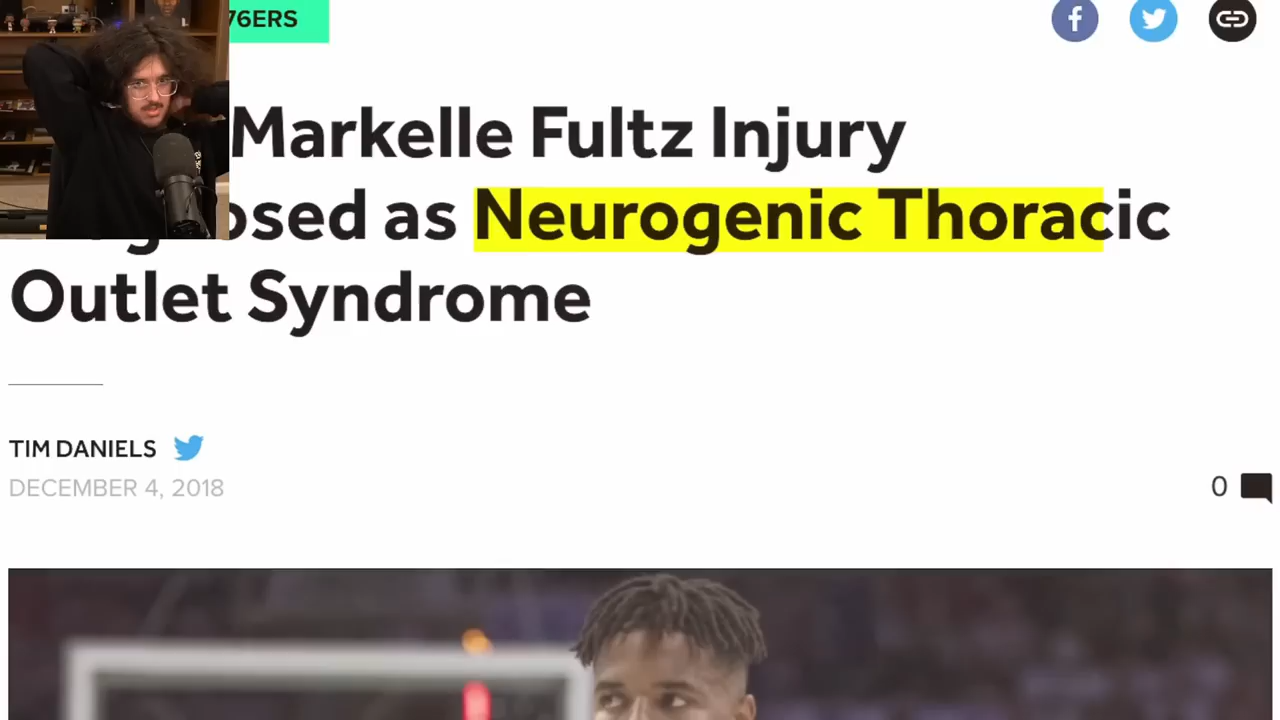 76ERS
Markelle Fultz Injury
osed as Neurogenic Thoracic
Outlet Syndrome
TIM DANIELS
DECEMBER 4, 2018
0